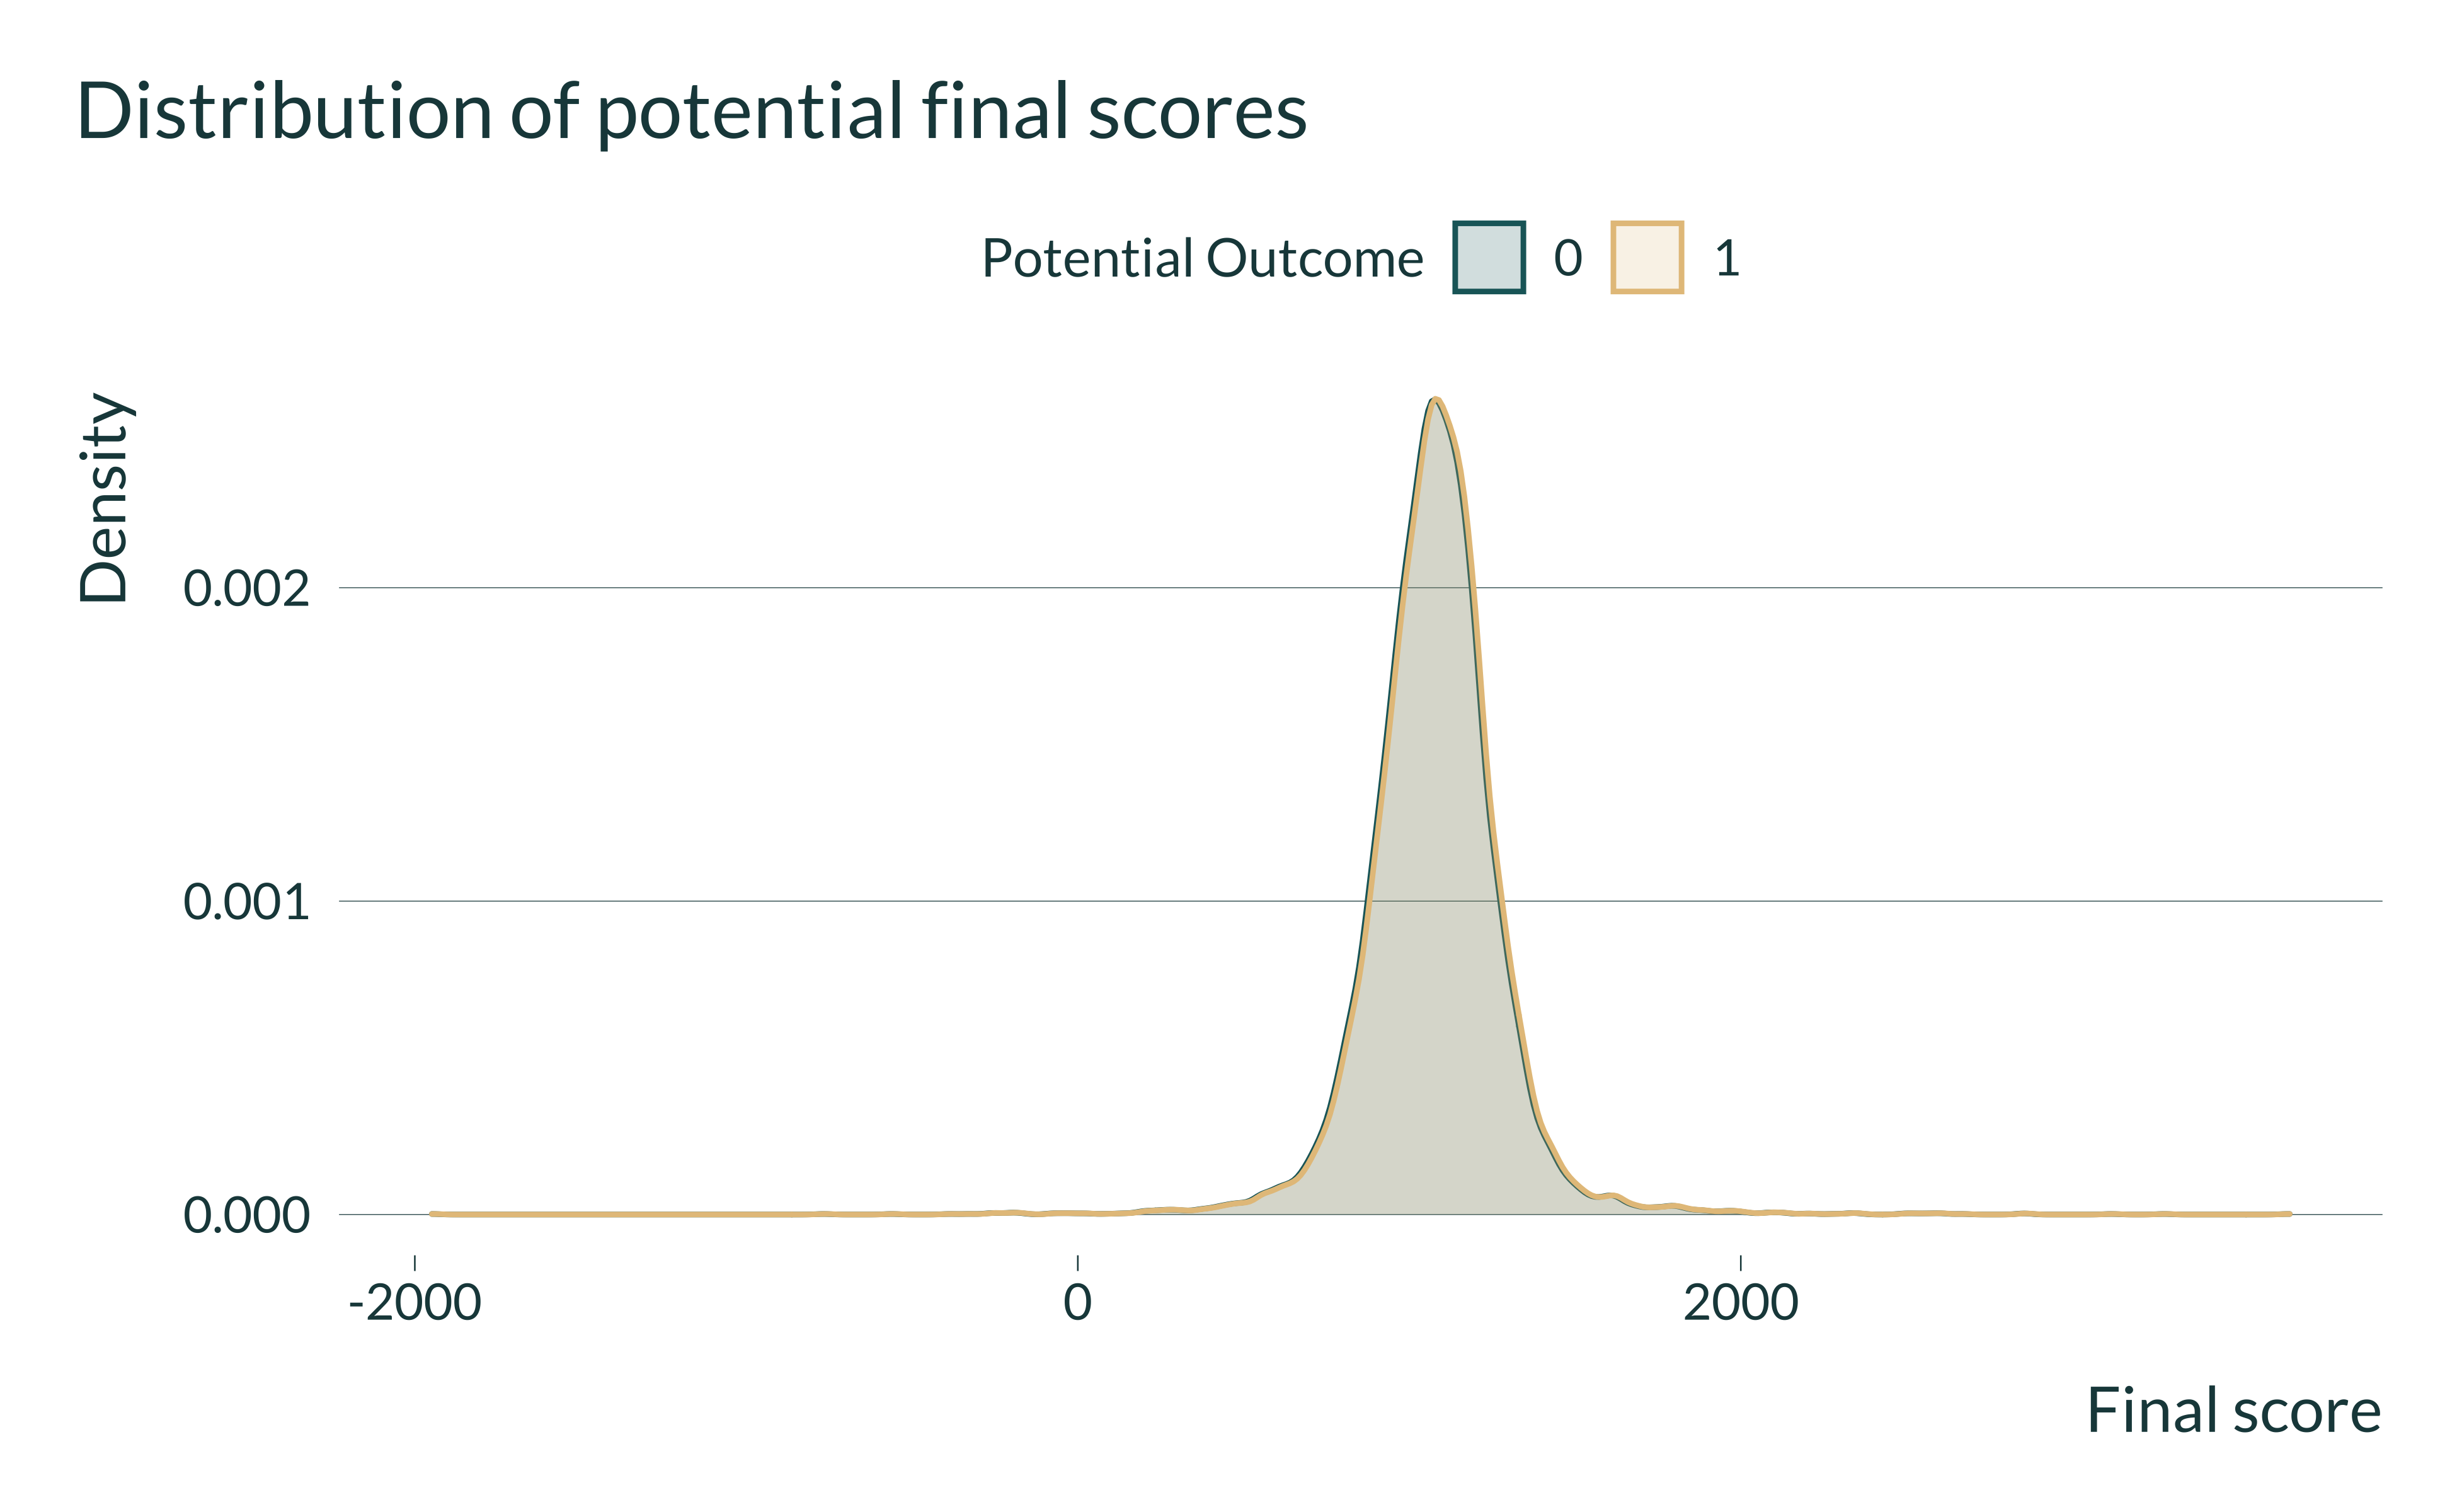 Distribution of potential final scores
Potential Outcome 0 1
Density
0.002
0.001
0.000
-2000 0 2000
Final score